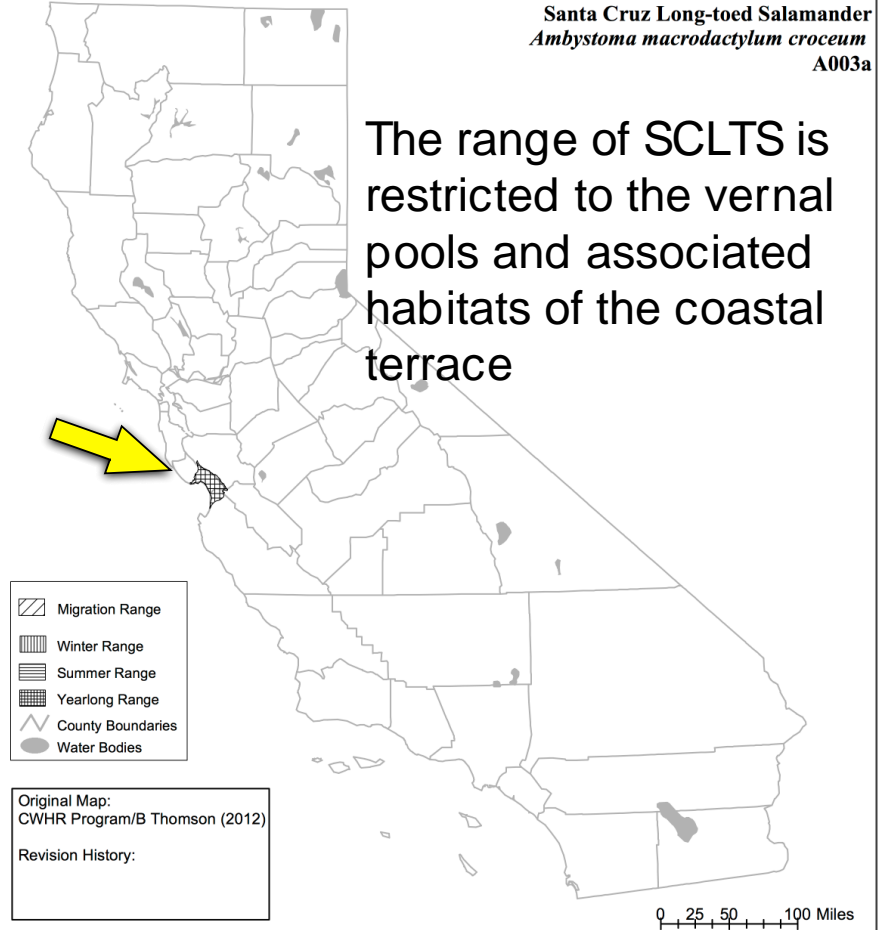 Santa Cruz Long-toed Salamander
Ambystoma macrodactylum croceum
A003a
The range of SCLTS is
restricted to the vernal
pools and associated
habitats of the coastal
terrace
Migration Range
Winter Range
Summer Range
Yearlong Range
County Boundaries
Water Bodies
Original Map:
CWHR Program/B Thomson (2012)
Revision History:
0 25 50 100 Miles